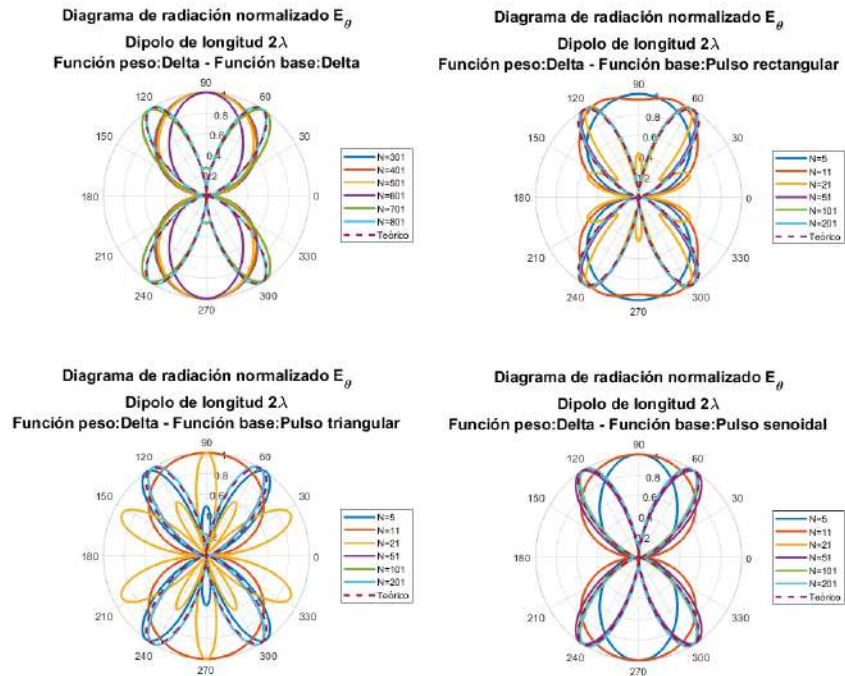 Diagrama de radiación normalizado E_θ
Dipolo de longitud 2λ
Función peso:Delta - Función base:Delta
90
120
60
1
0.8
150
30
0.6
0.4
0.2
180
0
210
330
240
300
270
N=301
N=401
N=501
N=601
N=701
N=801
Teórico
Diagrama de radiación normalizado E_θ
Dipolo de longitud 2λ
Función peso:Delta - Función base:Pulso rectangular
90
120
60
1
0.8
150
30
0.6
0.4
0.2
180
0
210
330
240
300
270
N=5
N=11
N=21
N=51
N=101
N=201
Teórico
Diagrama de radiación normalizado E_θ
Dipolo de longitud 2λ
Función peso:Delta - Función base:Pulso triangular
90
120
60
1
0.8
150
30
0.6
0.4
0.2
180
0
210
330
240
300
270
N=5
N=11
N=21
N=51
N=101
N=201
Teórico
Diagrama de radiación normalizado E_θ
Dipolo de longitud 2λ
Función peso:Delta - Función base:Pulso senoidal
90
120
60
1
0.8
150
30
0.6
0.4
0.2
180
0
210
330
240
300
270
N=5
N=11
N=21
N=51
N=101
N=201
Teórico